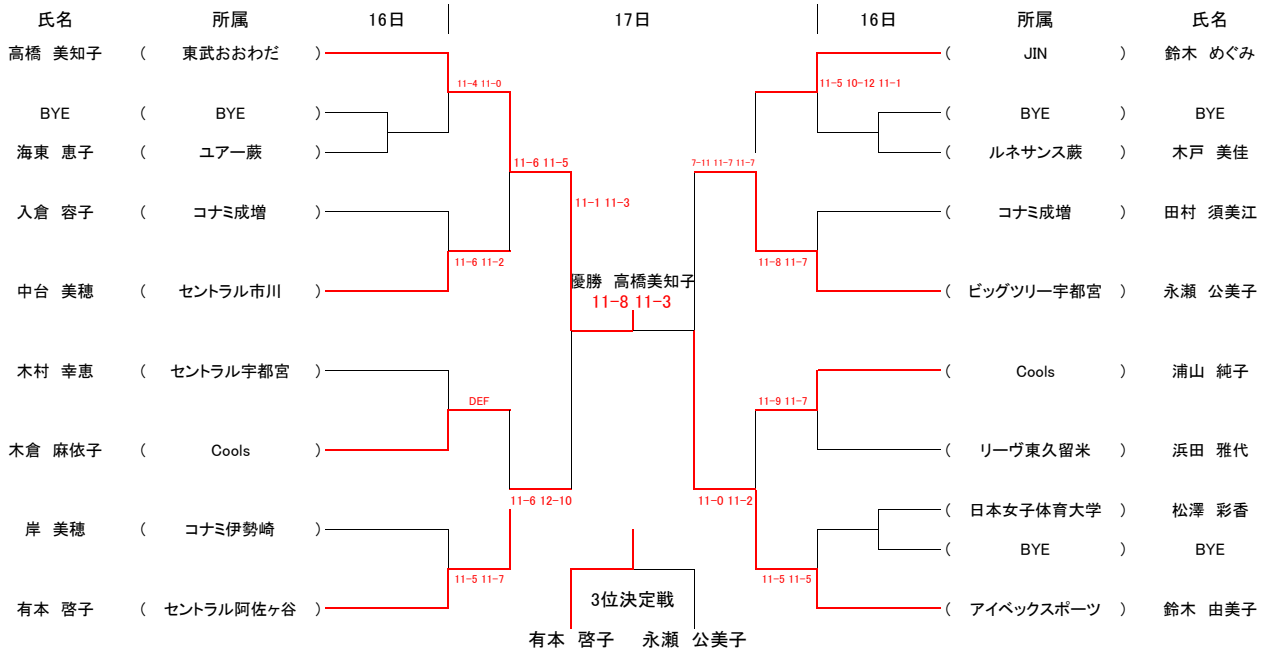 氏名 所属 16日 17日 16日 所属 氏名
高橋 美知子 ( 東武おおわだ ) ( JIN ) 鈴木 めぐみ
11-4 11-0 11-5 10-12 11-1
BYE ( BYE ) ( BYE ) BYE
海東 恵子 ( ユアー蕨 ) ( ルネサンス蕨 ) 木戸 美佳
11-6 11-5 7-11 11-7 11-7
11-1 11-3
入倉 容子 ( コナミ成増 ) ( コナミ成増 ) 田村 須美江
11-6 11-2 11-8 11-7
優勝 高橋美知子
中台 美穂 ( セントラル市川 ) ( ビッグツリー宇都宮 ) 永瀬 公美子
11-8 11-3
木村 幸恵 ( セントラル宇都宮 ) ( Cools ) 浦山 純子
DEF 11-9 11-7
木倉 麻依子 ( Cools ) ( リーヴ東久留米 ) 浜田 雅代
11-6 12-10 11-0 11-2
( 日本女子体育大学 ) 松澤 彩香
岸 美穂 ( コナミ伊勢崎 )
( BYE ) BYE
11-5 11-7 11-5 11-5
3位決定戦
有本 啓子 ( セントラル阿佐ヶ谷 ) ( アイベックスポーツ ) 鈴木 由美子
有本 啓子 永瀬 公美子